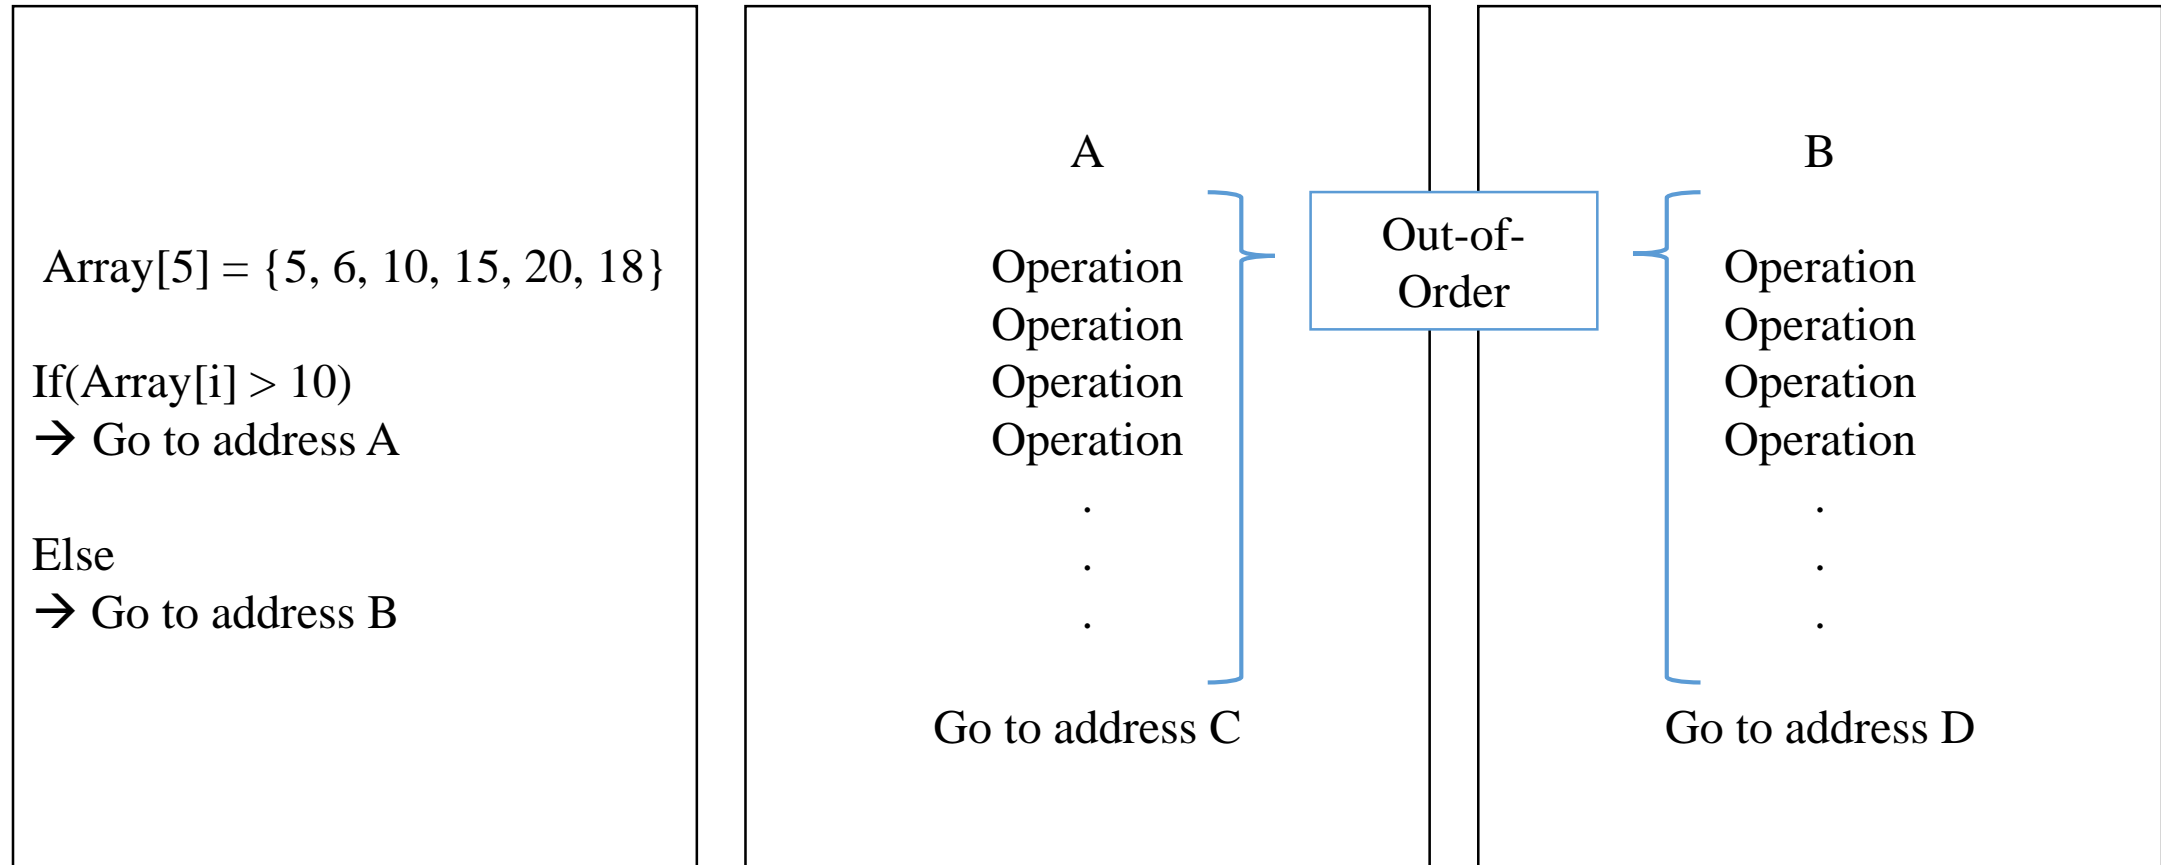 Array[5] = {5, 6, 10, 15, 20, 18}
If(Array[i] > 10)
→ Go to address A
Else
→ Go to address B
A
Operation
Operation
Operation
Operation
.
.
.
Go to address C
Out-of-
Order
B
Operation
Operation
Operation
Operation
.
.
.
Go to address D